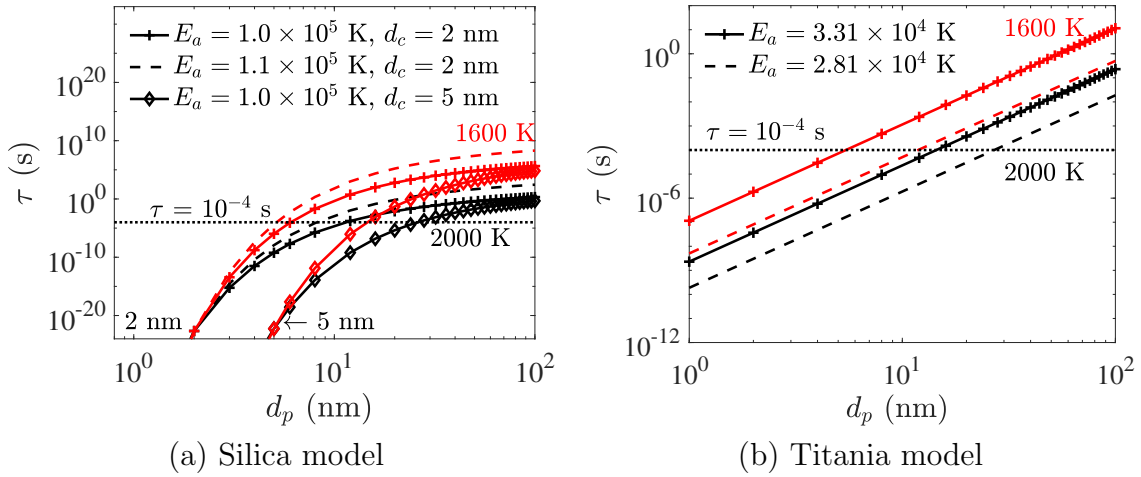 E_a = 1.0 × 10^5 K, d_c = 2 nm
E_a = 1.1 × 10^5 K, d_c = 2 nm
E_a = 1.0 × 10^5 K, d_c = 5 nm
1600 K
τ = 10^-4 s
2000 K
2 nm
← 5 nm
10^20
10^10
10^0
10^-10
10^-20
τ (s)
10^0
10^1
10^2
d_p (nm)
(a) Silica model
E_a = 3.31 × 10^4 K
E_a = 2.81 × 10^4 K
1600 K
τ = 10^-4 s
2000 K
10^0
10^-6
10^-12
τ (s)
10^0
10^1
10^2
d_p (nm)
(b) Titania model